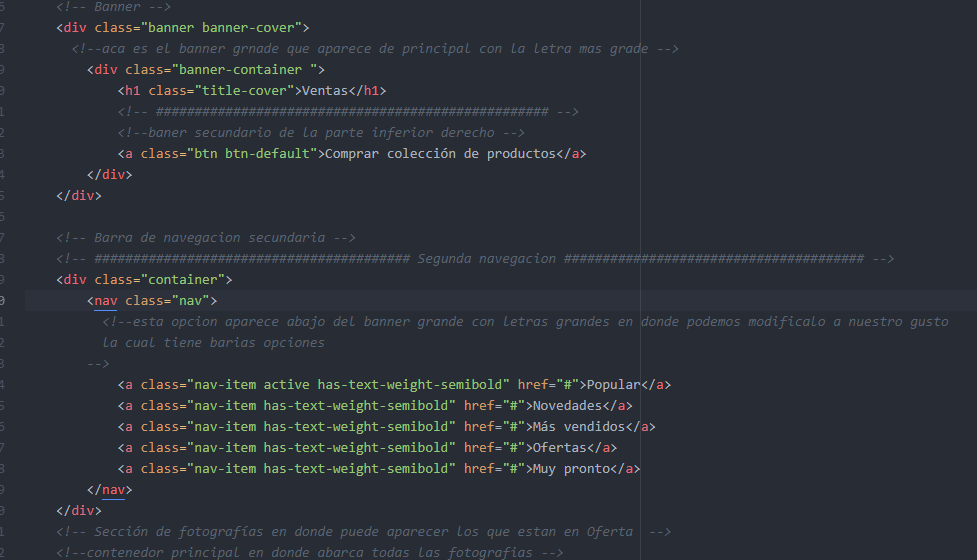 <!-- Banner -->
<div class="banner banner-cover">
<!--aca es el banner grnade que aparece de principal con la letra mas grade -->
<div class="banner-container ">
<h1 class="title-cover">Ventas</h1>
<!-- ################################################### -->
<!--baner secundario de la parte inferior derecho -->
<a class="btn btn-default">Comprar colección de productos</a>
</div>
</div>
<!-- Barra de navegacion secundaria -->
<!-- ######################################### Segunda navegacion ####################################### -->
<div class="container">
<nav class="nav">
<!--esta opcion aparece abajo del banner grande con letras grandes en donde podemos modificalo a nuestro gusto
la cual tiene barias opciones
-->
<a class="nav-item active has-text-weight-semibold" href="#">Popular</a>
<a class="nav-item has-text-weight-semibold" href="#">Novedades</a>
<a class="nav-item has-text-weight-semibold" href="#">Más vendidos</a>
<a class="nav-item has-text-weight-semibold" href="#">Ofertas</a>
<a class="nav-item has-text-weight-semibold" href="#">Muy pronto</a>
</nav>
</div>
<!-- Sección de fotografías en donde puede aparecer los que estan en Oferta  -->
<!--contenedor principal en donde abarca todas las fotografias -->